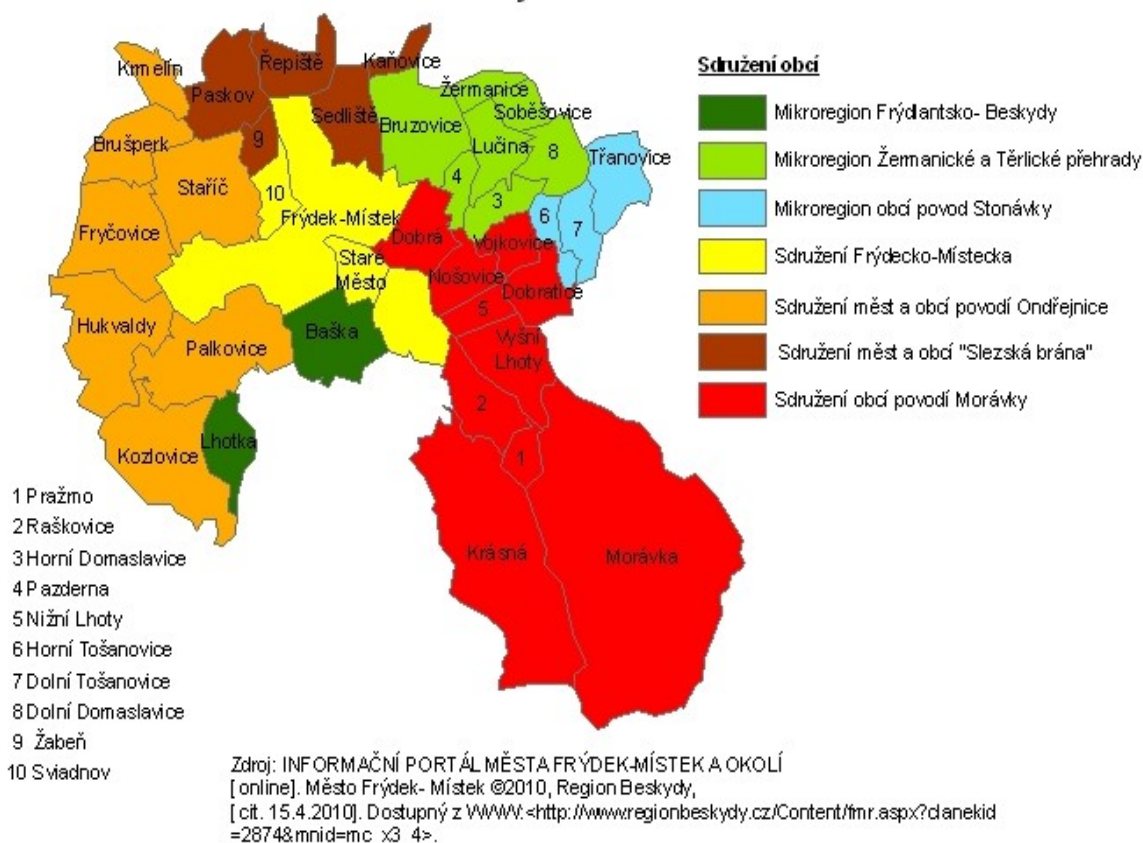 Krmelín
Řepiště
Kaňovice
Paskov
Žermanice
Sedliště
Soběšovice
Bruzovice
Brušperk
9
Lučina
8
Třanovice
Staříč
4
10
3
Frýdek-Místek
6
7
Fryčovice
Dobrá
Vojkovice
Staré
Město
Nošovice
Dobratice
Hukvaldy
5
Baška
Vyšní
Lhoty
Palkovice
2
Lhotka
Kozlovice
1
Krásná
Morávka
Sdružení obcí
Mikroregion Frýdlantsko- Beskydy
Mikroregion Žermanické a Těrlické přehrady
Mikroregion obcí povod Stonávky
Sdružení Frýdecko-Místecka
Sdružení měst a obcí povodí Ondřejnice
Sdružení měst a obcí "Slezská brána"
Sdružení obcí povodí Morávky
1 Pražmo
2 Raškovice
3 Horní Domaslavice
4 Pazderna
5 Nižní Lhoty
6 Horní Tošanovice
7 Dolní Tošanovice
8 Dolní Domaslavice
9 Žabeň
10 Sviadnov
Zdroj: INFORMAČNÍ PORTÁL MĚSTA FRÝDEK-MÍSTEK A OKOLÍ
[online]. Město Frýdek- Místek ©2010, Region Beskydy,
[cit. 15.4.2010]. Dostupný z WWW:<http://www.regionbeskydy.cz/Content/fmr.aspx?clanekid
=2874&mnid=mc_x3_4>.